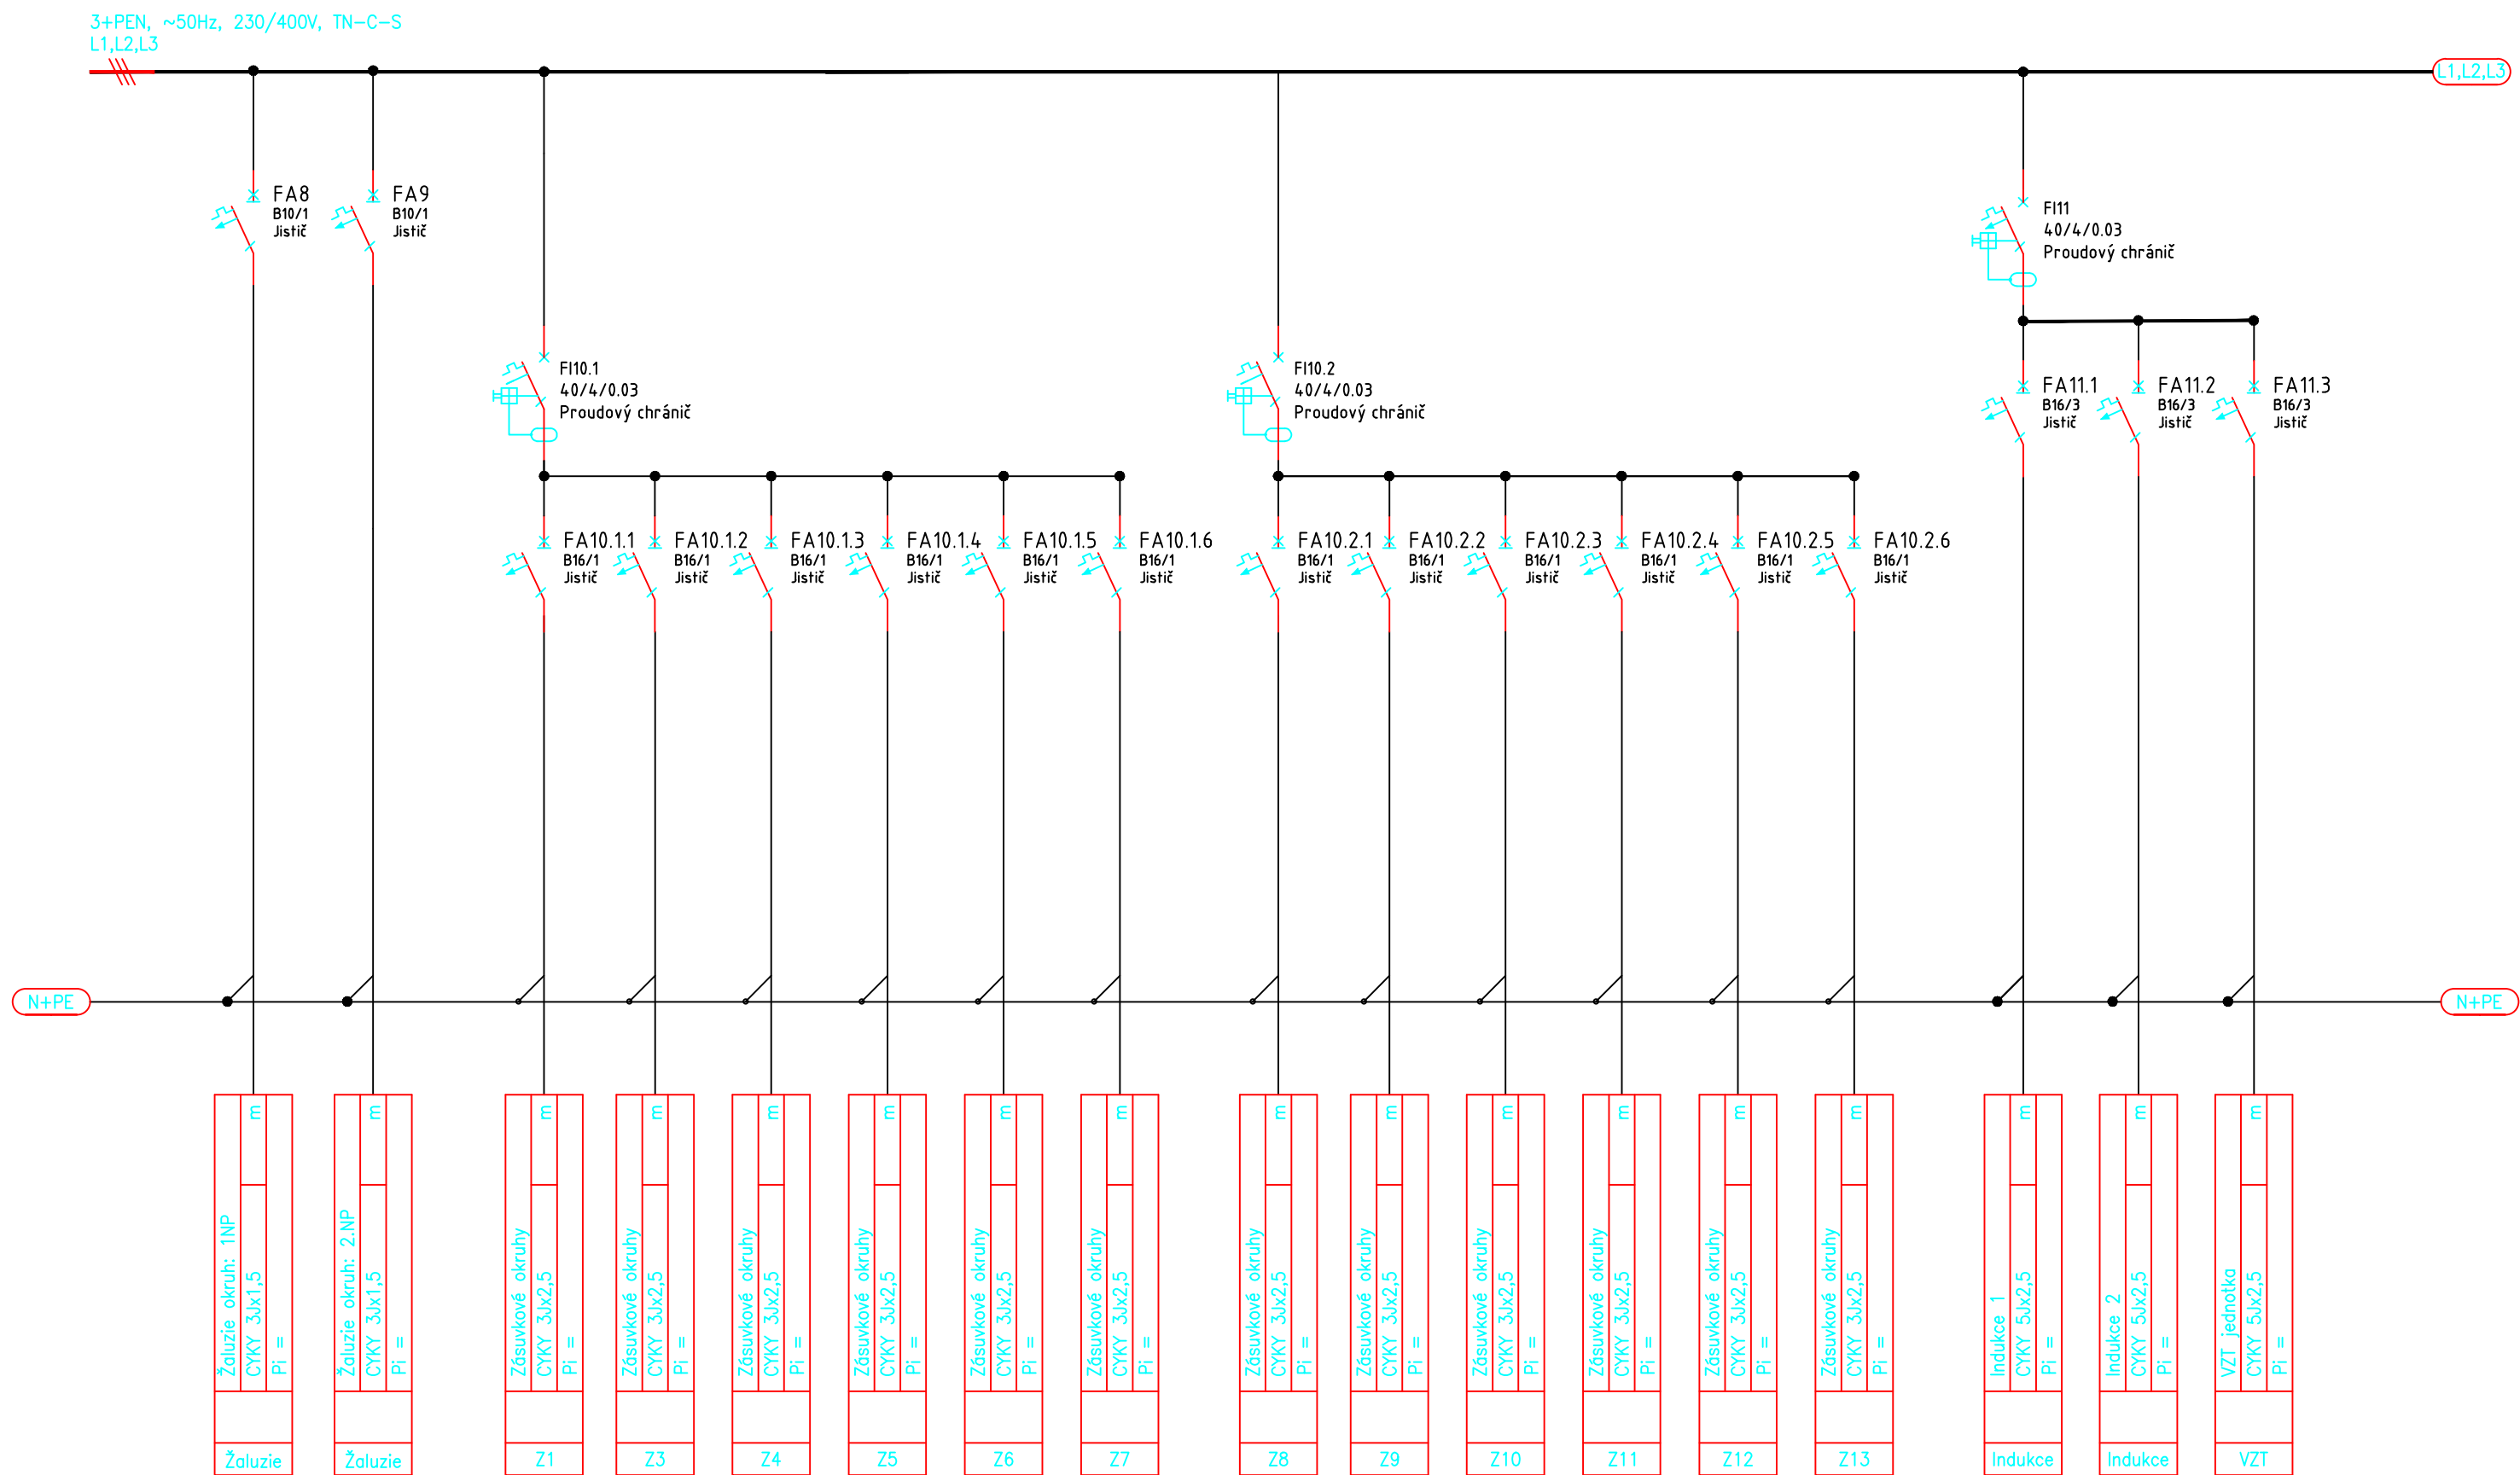 3+PEN, ~50Hz, 230/400V, TN-C-S
L1,L2,L3
L1,L2,L3
FA8
B10/1
Jistič
FA9
B10/1
Jistič
FI11
40/4/0.03
Proudový chránič
FI10.1
40/4/0.03
Proudový chránič
FI10.2
40/4/0.03
Proudový chránič
FA11.1
B16/3
Jistič
FA11.2
B16/3
Jistič
FA11.3
B16/3
Jistič
FA10.1.1
B16/1
Jistič
FA10.1.2
B16/1
Jistič
FA10.1.3
B16/1
Jistič
FA10.1.4
B16/1
Jistič
FA10.1.5
B16/1
Jistič
FA10.1.6
B16/1
Jistič
FA10.2.1
B16/1
Jistič
FA10.2.2
B16/1
Jistič
FA10.2.3
B16/1
Jistič
FA10.2.4
B16/1
Jistič
FA10.2.5
B16/1
Jistič
FA10.2.6
B16/1
Jistič
N+PE
N+PE
Žaluzie okruh: 1NP
CYKY 3Jx1,5
m
Pi =
Žaluzie
Žaluzie okruh: 2.NP
CYKY 3Jx1,5
m
Pi =
Žaluzie
Zásuvkové okruhy
CYKY 3Jx2,5
m
Pi =
Z1
Zásuvkové okruhy
CYKY 3Jx2,5
m
Pi =
Z3
Zásuvkové okruhy
CYKY 3Jx2,5
m
Pi =
Z4
Zásuvkové okruhy
CYKY 3Jx2,5
m
Pi =
Z5
Zásuvkové okruhy
CYKY 3Jx2,5
m
Pi =
Z6
Zásuvkové okruhy
CYKY 3Jx2,5
m
Pi =
Z7
Zásuvkové okruhy
CYKY 3Jx2,5
m
Pi =
Z8
Zásuvkové okruhy
CYKY 3Jx2,5
m
Pi =
Z9
Zásuvkové okruhy
CYKY 3Jx2,5
m
Pi =
Z10
Zásuvkové okruhy
CYKY 3Jx2,5
m
Pi =
Z11
Zásuvkové okruhy
CYKY 3Jx2,5
m
Pi =
Z12
Zásuvkové okruhy
CYKY 3Jx2,5
m
Pi =
Z13
Indukce 1
CYKY 5Jx2,5
m
Pi =
Indukce
Indukce 2
CYKY 5Jx2,5
m
Pi =
Indukce
VZT jednotka
CYKY 5Jx2,5
m
Pi =
VZT